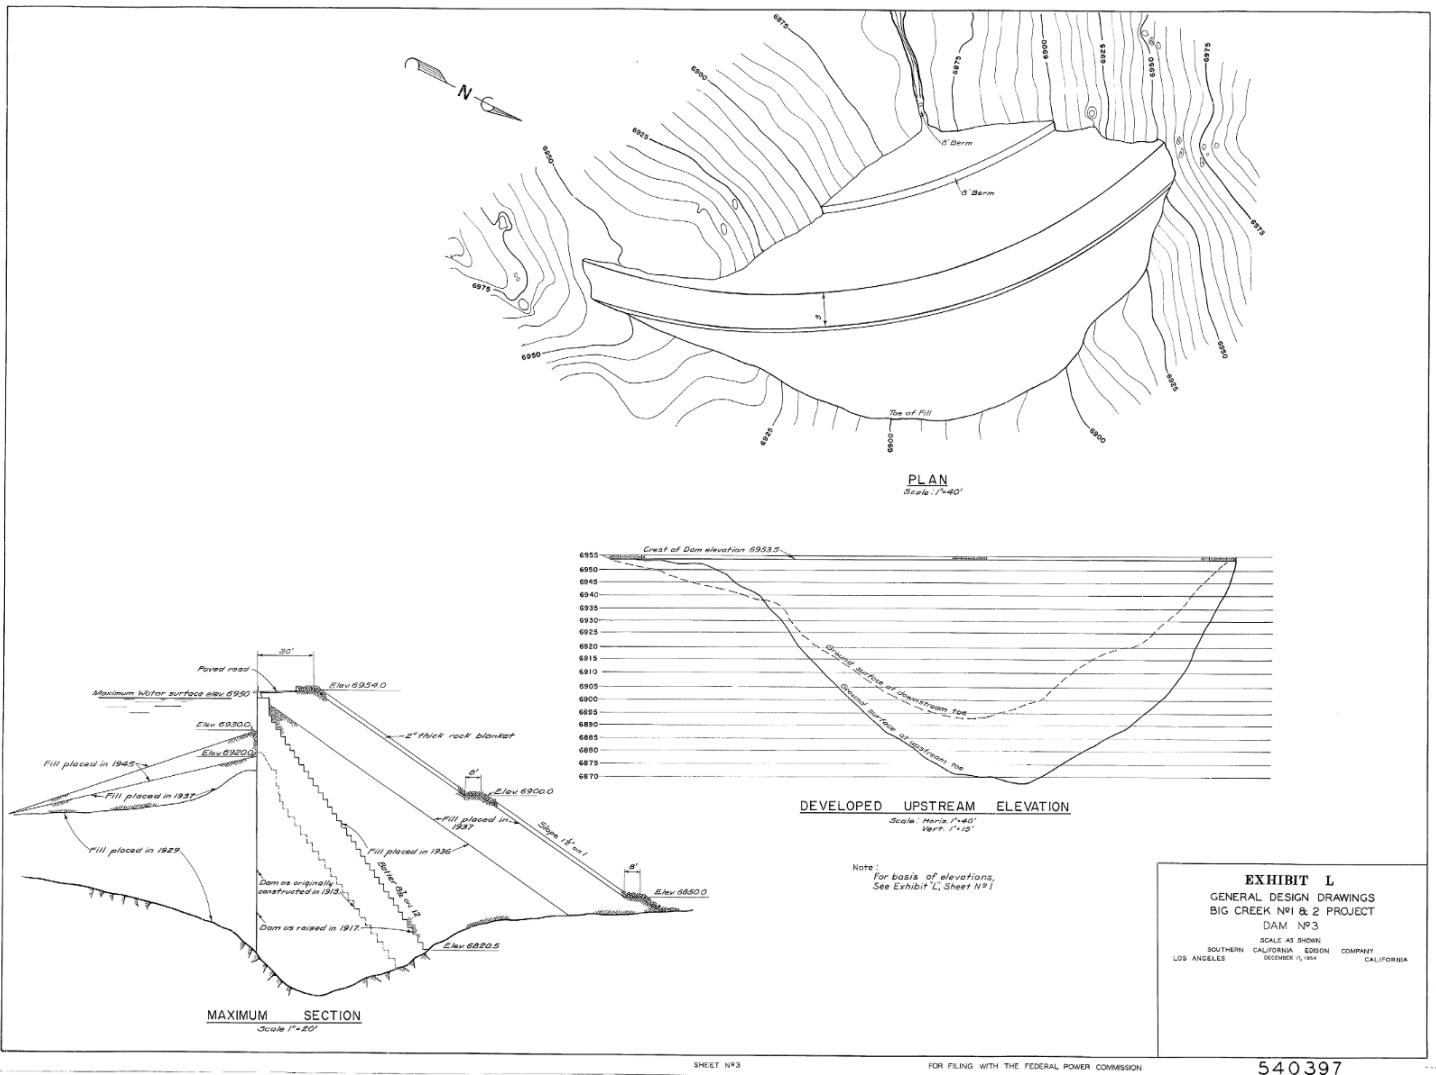 6875
6900
6925
6950
6975
6950
6875
6900
6925
6950
6975
6975
6950
6925
6900
6900
6925
N
8' Berm
8' Berm
Toe of Fill
PLAN
Scale: 1"=40'
Crest of Dam elevation 6953.5
6955
6950
6945
6940
6935
6930
6925
6920
6915
6910
6905
6900
6895
6890
6885
6880
6875
6870
Ground surface at downstream toe
Ground surface at upstream toe
DEVELOPED UPSTREAM ELEVATION
Scale: Horiz. 1"=40'
Vert. 1"=15'
30'
Paved road
Elev. 6954.0
Maximum Water surface elev. 6950
Elev. 6930.0
Elev. 6920.0
2' thick rock blanket
Fill placed in 1945
Fill placed in 1937
Fill placed in 1929
8'
Elev. 6900.0
Fill placed in
1937
Slope 1½ on 1
Fill placed in 1936
Batter 8½ on 12
8'
Elev. 6850.0
Dam as originally
constructed in 1913
Dam as raised in 1917.
Elev. 6820.5
MAXIMUM SECTION
Scale 1"=20'
Note:
For basis of elevations,
See Exhibit "L", Sheet Nº1
EXHIBIT L
GENERAL DESIGN DRAWINGS
BIG CREEK Nº1 & 2 PROJECT
DAM Nº3
SCALE AS SHOWN
SOUTHERN CALIFORNIA EDISON COMPANY
LOS ANGELES DECEMBER 17, 1954 CALIFORNIA
SHEET Nº3
FOR FILING WITH THE FEDERAL POWER COMMISSION
540397